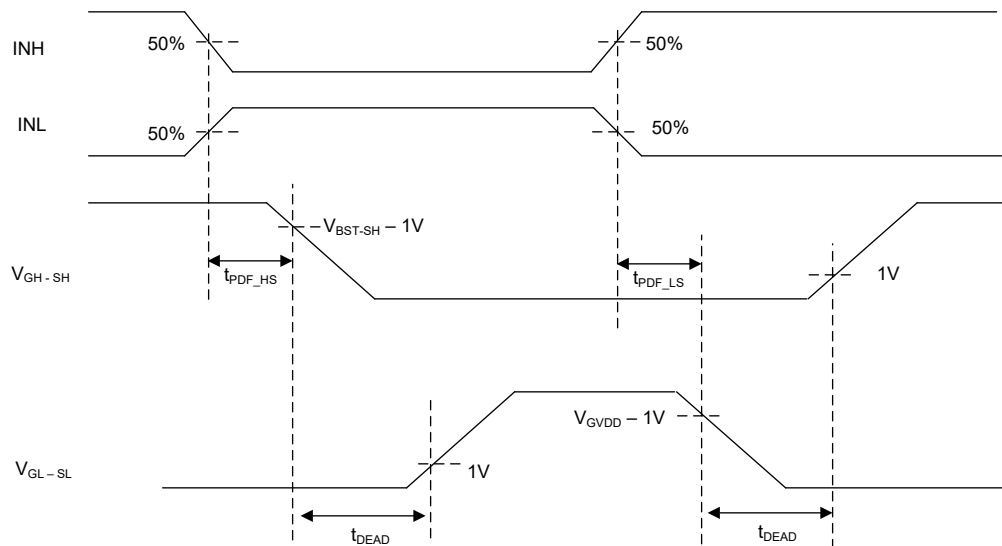 INH
50%
50%
INL
50%
50%
V_BST-SH – 1V
V_GH - SH
t_PDF_HS
t_PDF_LS
1V
V_GVDD – 1V
V_GL – SL
1V
t_DEAD
t_DEAD